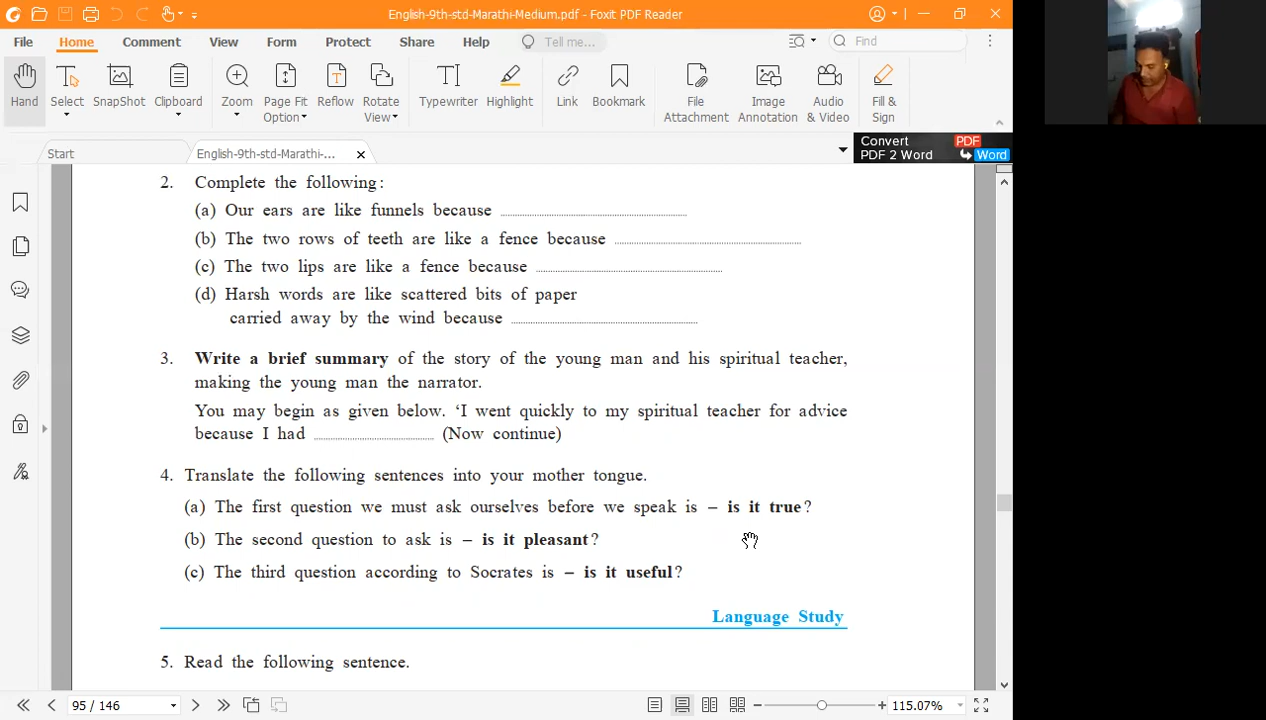 English-9th-std-Marathi-Medium.pdf - Foxit PDF Reader
File Home Comment View Form Protect Share Help Tell me... Find
Hand Select SnapShot Clipboard Zoom Page Fit Option Reflow Rotate View Typewriter Highlight Link Bookmark File Attachment Image Annotation Audio & Video Fill & Sign
Start English-9th-std-Marathi-...
Convert PDF
PDF 2 Word Word
2. Complete the following:
(a) Our ears are like funnels because ..............................
(b) The two rows of teeth are like a fence because ..............................
(c) The two lips are like a fence because ..............................
(d) Harsh words are like scattered bits of paper
carried away by the wind because ..............................
3. Write a brief summary of the story of the young man and his spiritual teacher,
making the young man the narrator.
You may begin as given below. ‘I went quickly to my spiritual teacher for advice
because I had .................... (Now continue)
4. Translate the following sentences into your mother tongue.
(a) The first question we must ask ourselves before we speak is – is it true?
(b) The second question to ask is – is it pleasant?
(c) The third question according to Socrates is – is it useful?
Language Study
5. Read the following sentence.
95 / 146 115.07%